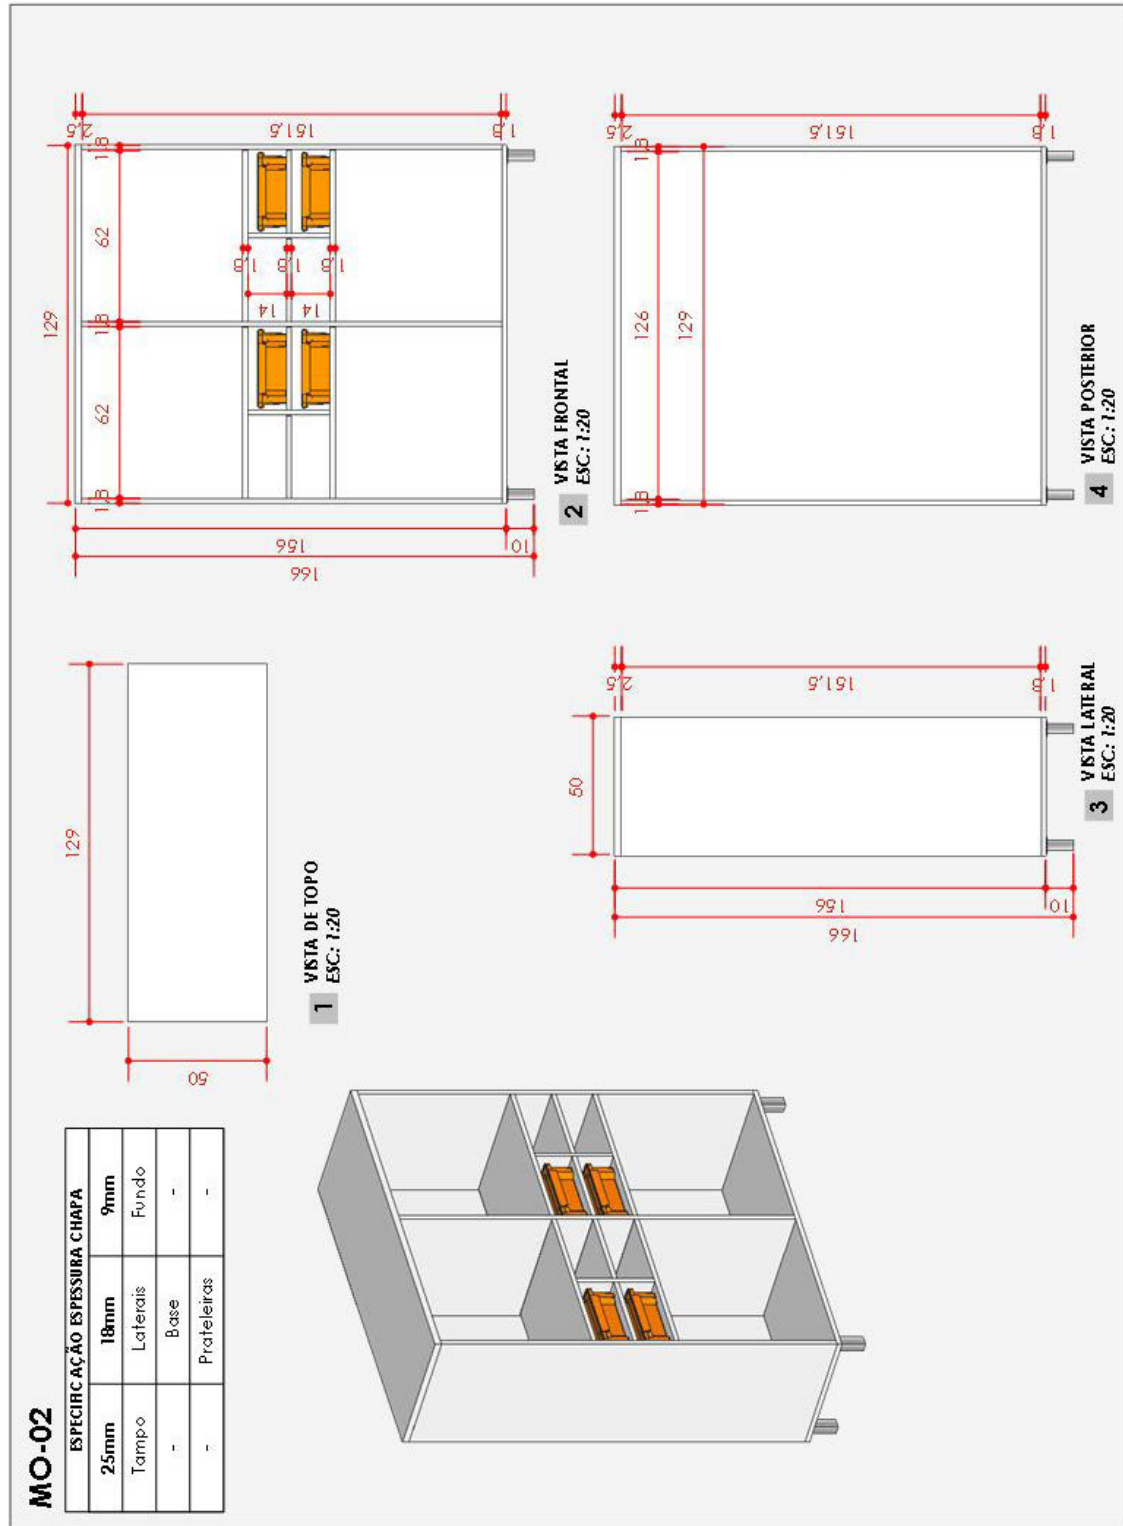 MO-02
ESPECIFICAÇÃO ESPESSURA CHAPA
25mm 18mm 9mm
Tampo Laterais Fundo
- Base -
- Prateleiras -
129
50
1 VISTA DE TOPO
ESC.: 1:20
129
1,8 62 1,8 62 1,8
2,5
151,5
1,8
1,8
14
1,8
14
1,8
156
10
166
2 VISTA FRONTAL
ESC.: 1:20
50
2,5
151,5
1,8
156
10
166
3 VISTA LATERAL
ESC.: 1:20
2,5
151,5
1,8
1,8 126 1,8
129
4 VISTA POSTERIOR
ESC.: 1:20